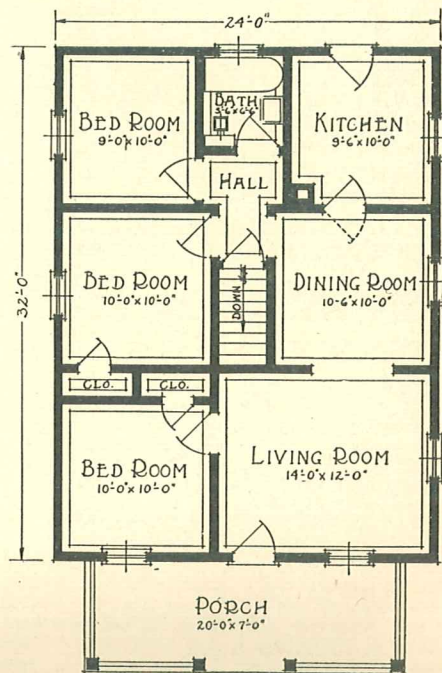 24'-0"
BED ROOM
9'-0"X10'-0"
BATH
KITCHEN
9'-6"X10'-0"
HALL
32'-0"
BED ROOM
10'-0"X10'-0"
DOWN
DINING ROOM
10-6"X10'-0"
CLO.
CLO.
BED ROOM
10'-0"X10'-0"
LIVING ROOM
14'-0"X12'-0"
PORCH
20'-0"X7'-0"